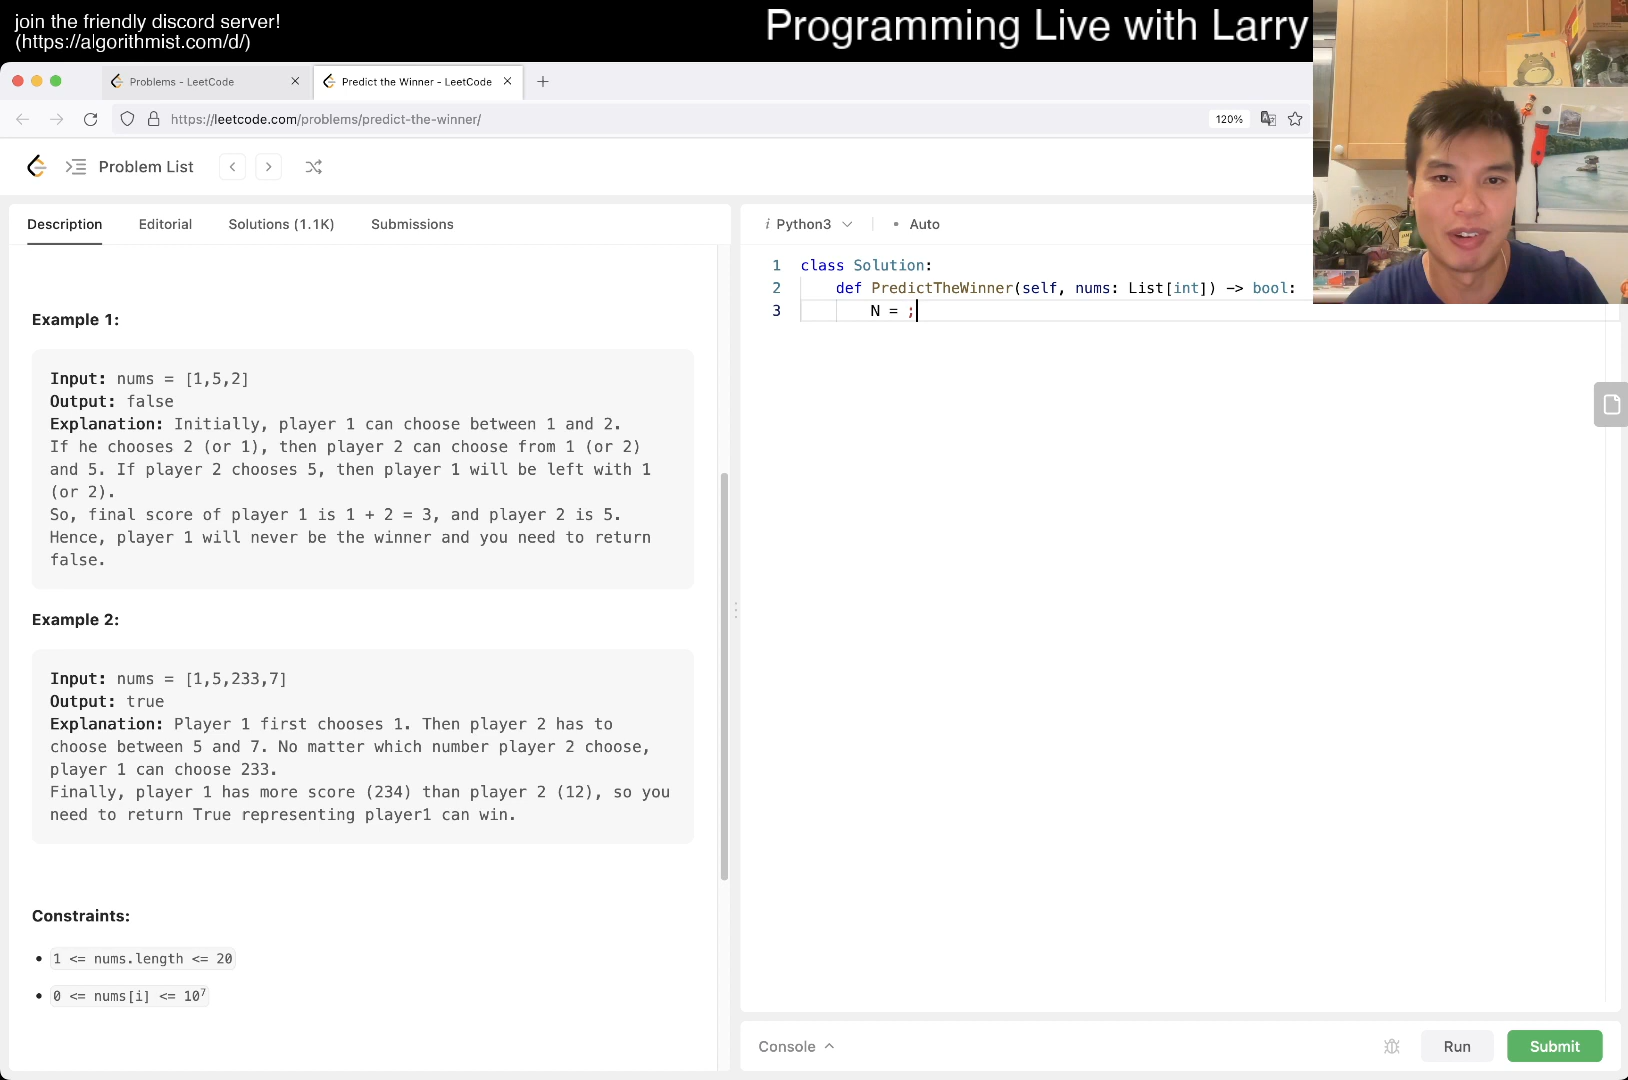 join the friendly discord server!
(https://algorithmist.com/d/)
Programming Live with Larry
Problems - LeetCode
Predict the Winner - LeetCode
https://leetcode.com/problems/predict-the-winner/
120%
Problem List
Description
Editorial
Solutions (1.1K)
Submissions
Example 1:
Input: nums = [1,5,2]
Output: false
Explanation: Initially, player 1 can choose between 1 and 2.
If he chooses 2 (or 1), then player 2 can choose from 1 (or 2)
and 5. If player 2 chooses 5, then player 1 will be left with 1
(or 2).
So, final score of player 1 is 1 + 2 = 3, and player 2 is 5.
Hence, player 1 will never be the winner and you need to return
false.
Example 2:
Input: nums = [1,5,233,7]
Output: true
Explanation: Player 1 first chooses 1. Then player 2 has to
choose between 5 and 7. No matter which number player 2 choose,
player 1 can choose 233.
Finally, player 1 has more score (234) than player 2 (12), so you
need to return True representing player1 can win.
Constraints:
• 1 <= nums.length <= 20
• 0 <= nums[i] <= 10⁷
i Python3
Auto
1 class Solution:
2 def PredictTheWinner(self, nums: List[int]) -> bool:
3 N = ;
Console
Run
Submit